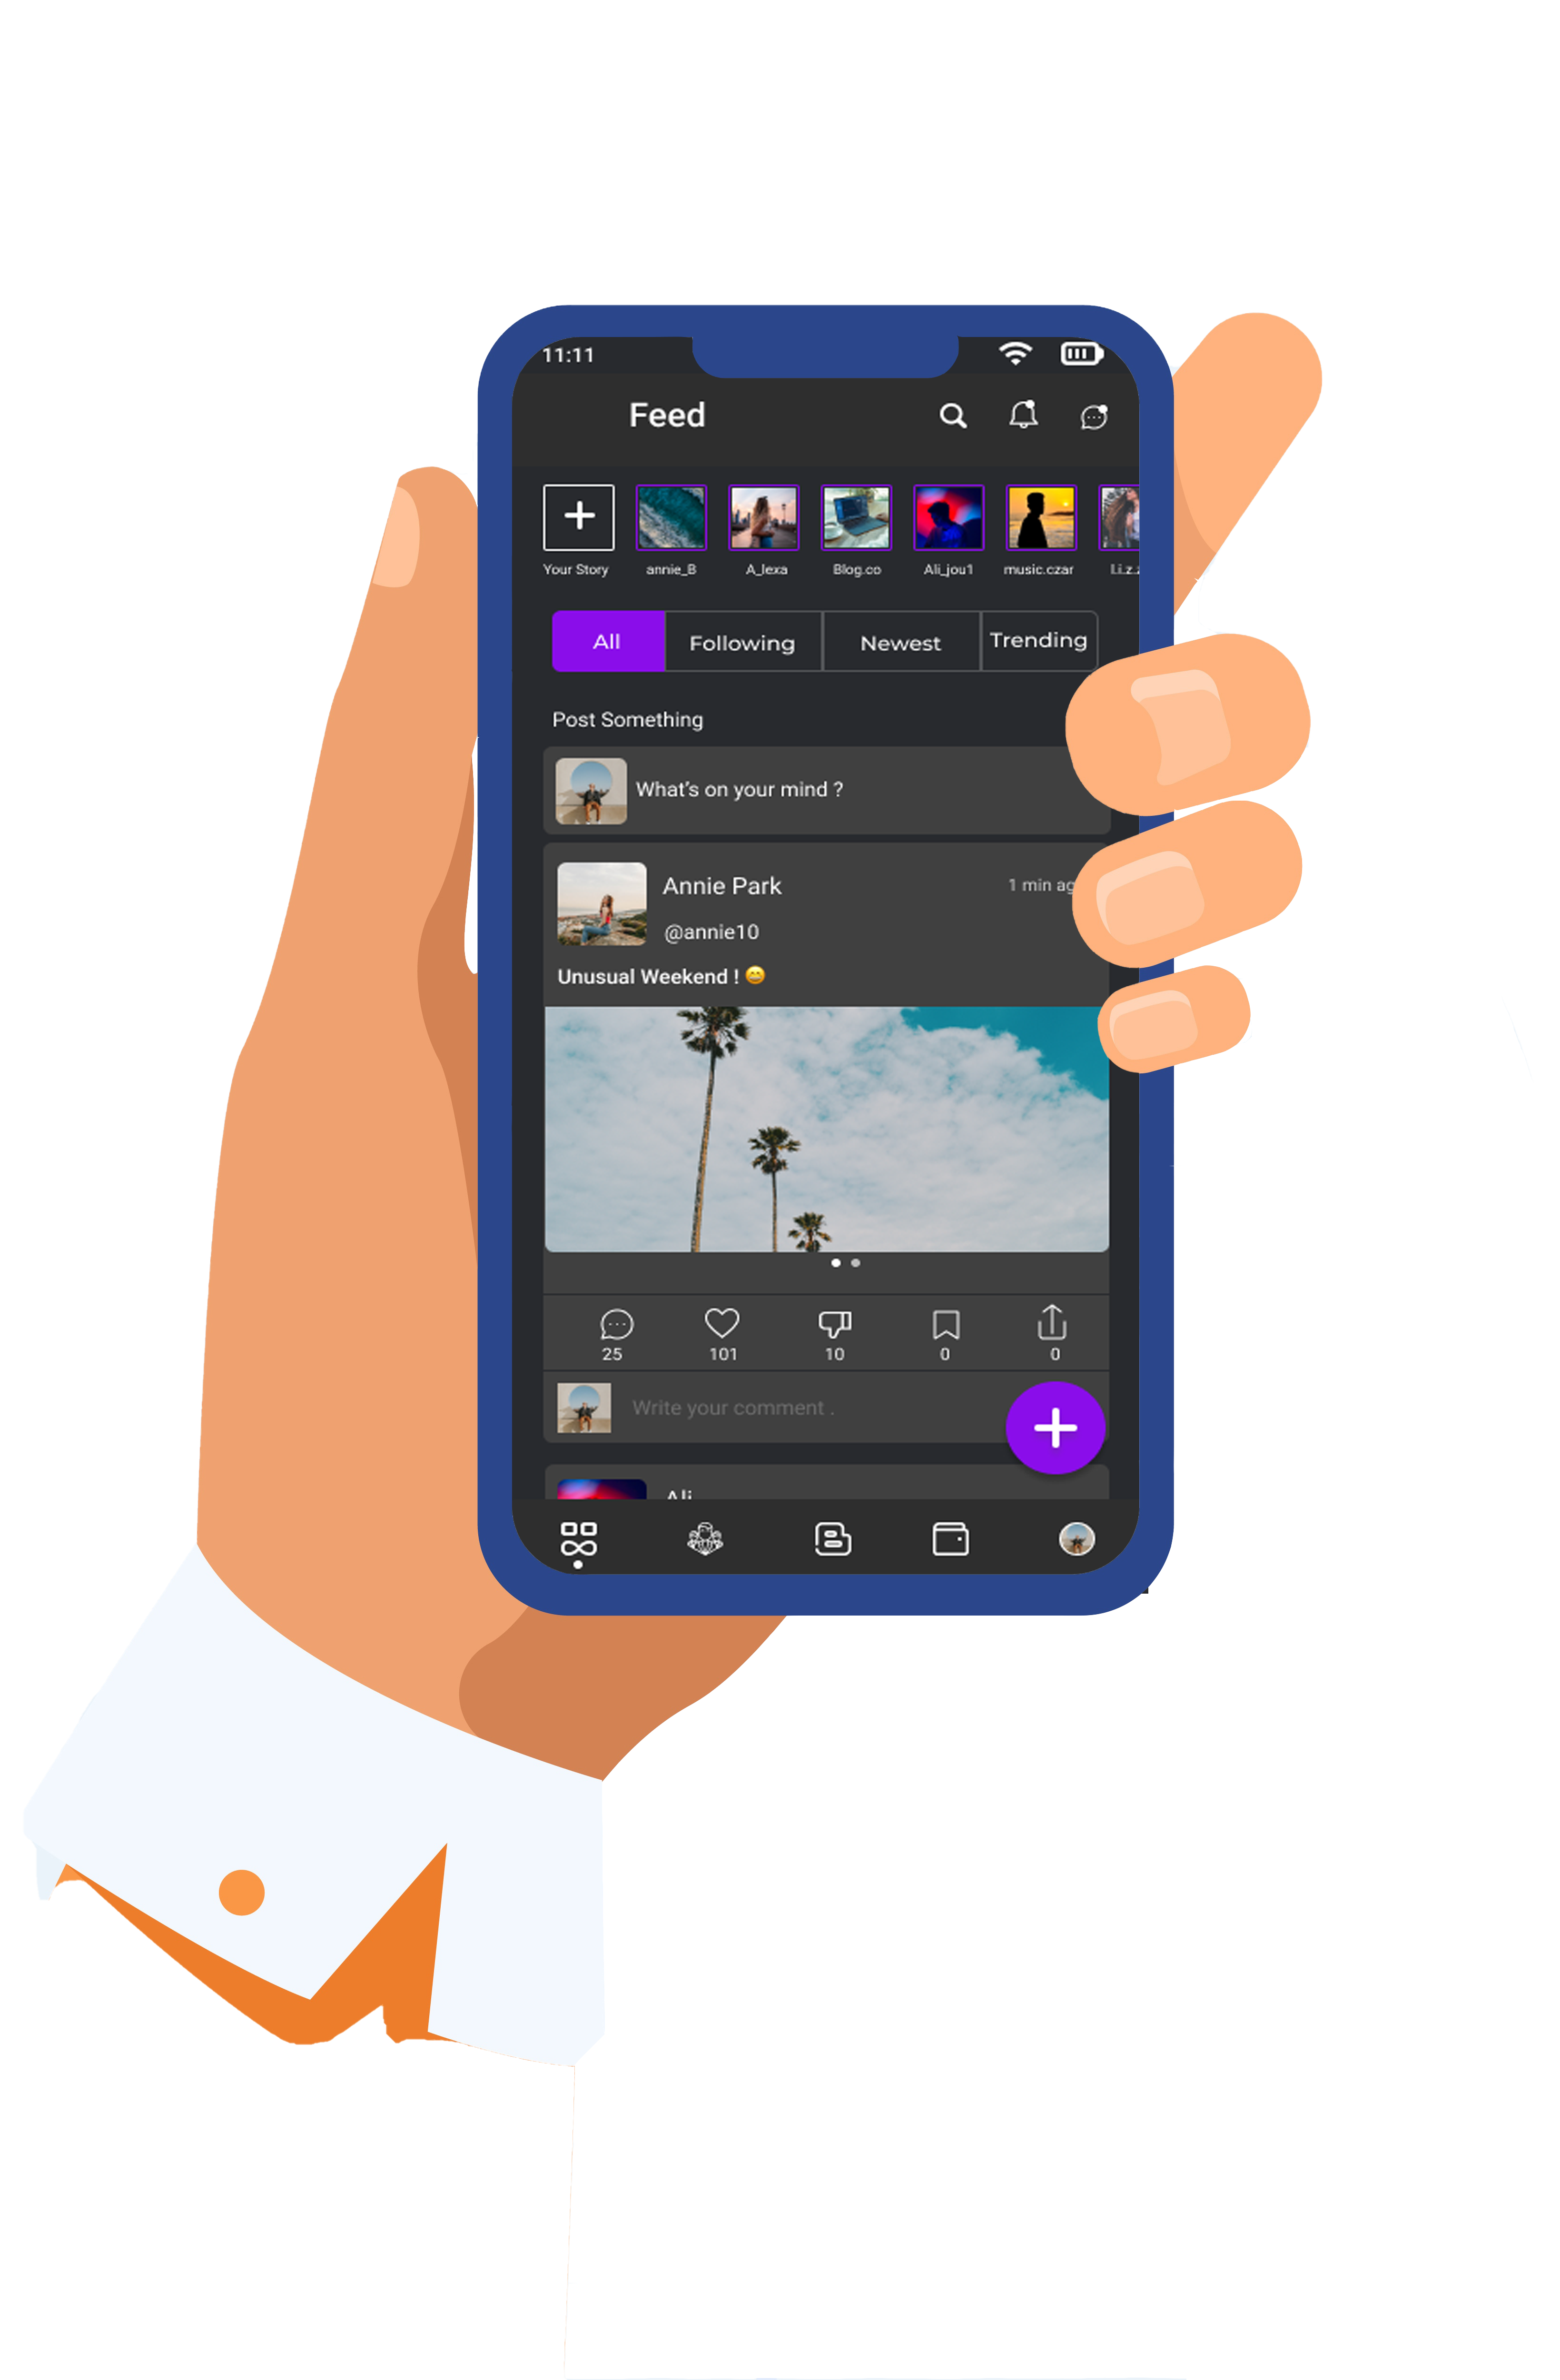 11:11
Feed
Your Story annie_B A_lexa Blog.co Ali_jou1 music.czar
All Following Newest Trending
Post Something
What's on your mind ?
Annie Park 1 min
@annie10
Unusual Weekend ! 😄
25 101 10 0 0
Write your comment .
Ali